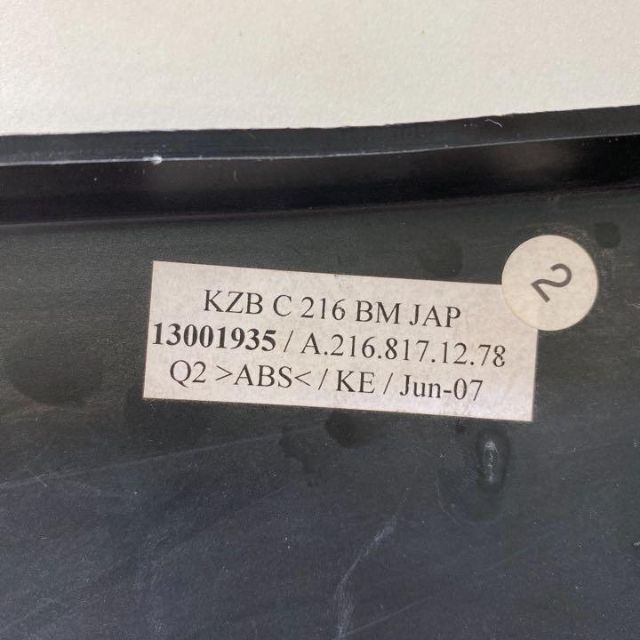 KZB C 216 BM JAP
13001935 / A.216.817.12.78
Q2 >ABS< / KE / Jun-07
2